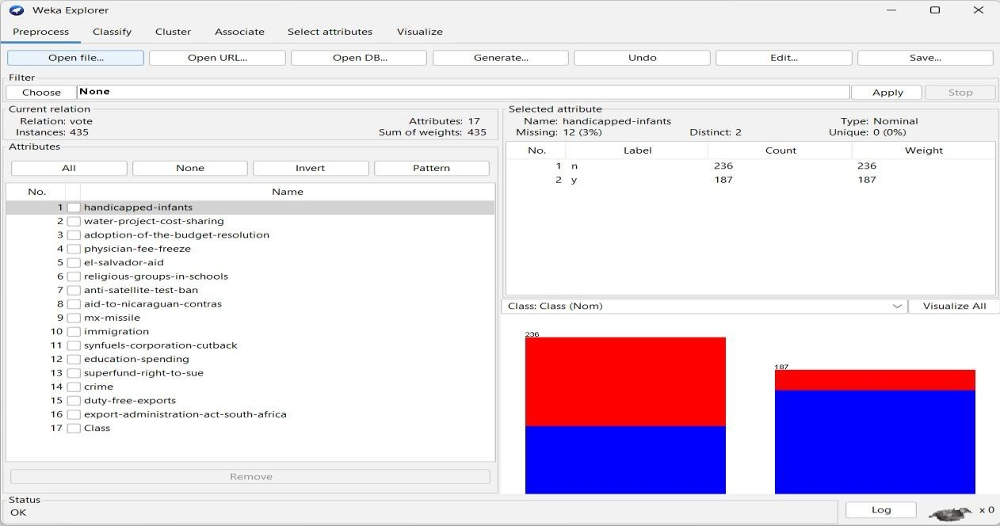 Weka Explorer
Preprocess Classify Cluster Associate Select attributes Visualize
Open file... Open URL... Open DB... Generate... Undo Edit... Save...
Filter
Choose None Apply Stop
Current relation
Relation: vote Attributes: 17
Instances: 435 Sum of weights: 435
Attributes
All None Invert Pattern
No. Name
1 handicapped-infants
2 water-project-cost-sharing
3 adoption-of-the-budget-resolution
4 physician-fee-freeze
5 el-salvador-aid
6 religious-groups-in-schools
7 anti-satellite-test-ban
8 aid-to-nicaraguan-contras
9 mx-missile
10 immigration
11 synfuels-corporation-cutback
12 education-spending
13 superfund-right-to-sue
14 crime
15 duty-free-exports
16 export-administration-act-south-africa
17 Class
Remove
Selected attribute
Name: handicapped-infants Type: Nominal
Missing: 12 (3%) Distinct: 2 Unique: 0 (0%)
No. Label Count Weight
1 n 236 236
2 y 187 187
Class: Class (Nom) Visualize All
236
187
Status
OK
Log x 0